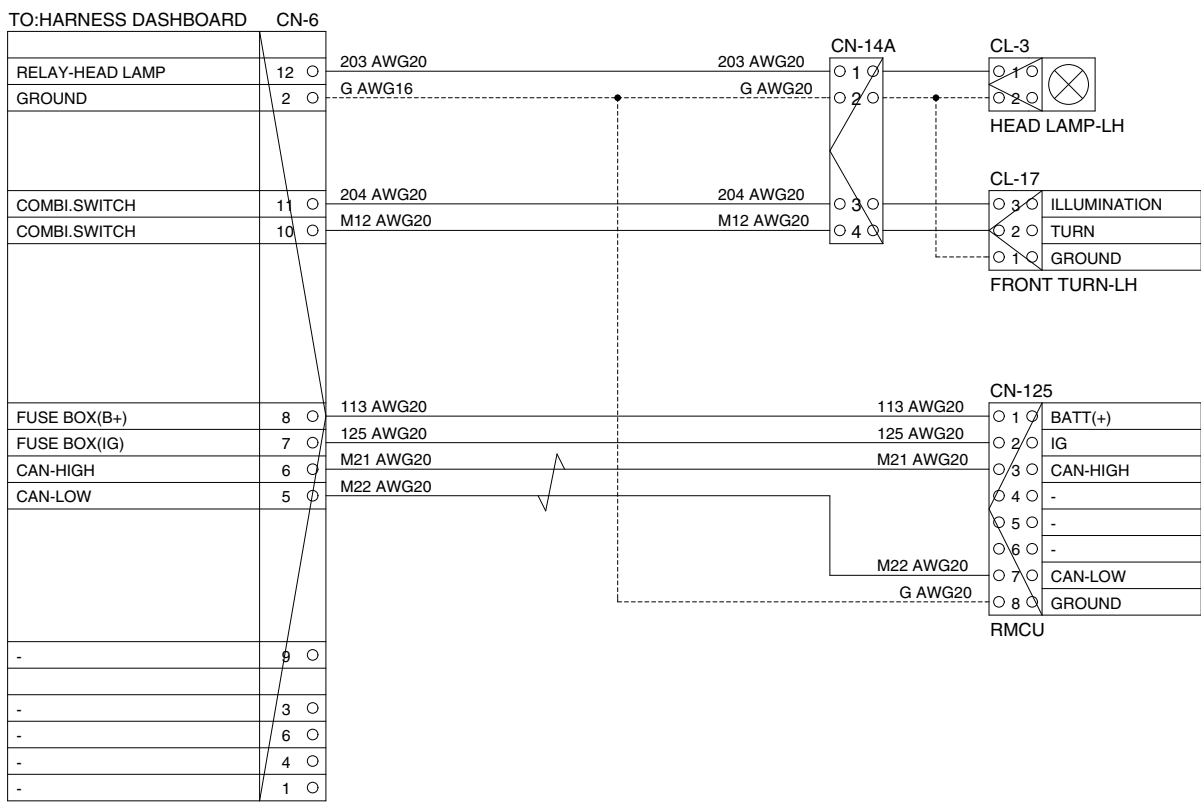 TO:HARNESS DASHBOARD CN-6
CN-14A CL-3
RELAY-HEAD LAMP 12 203 AWG20 203 AWG20 1 1
GROUND 2 G AWG16 G AWG20 2 2
HEAD LAMP-LH
CL-17
COMBI.SWITCH 11 204 AWG20 204 AWG20 3 3 ILLUMINATION
COMBI.SWITCH 10 M12 AWG20 M12 AWG20 4 2 TURN
1 GROUND
FRONT TURN-LH
CN-125
FUSE BOX(B+) 8 113 AWG20 113 AWG20 1 BATT(+)
FUSE BOX(IG) 7 125 AWG20 125 AWG20 2 IG
CAN-HIGH 6 M21 AWG20 M21 AWG20 3 CAN-HIGH
CAN-LOW 5 M22 AWG20 4 -
5 -
6 -
M22 AWG20 7 CAN-LOW
G AWG20 8 GROUND
RMCU
- 9
- 3
- 6
- 4
- 1